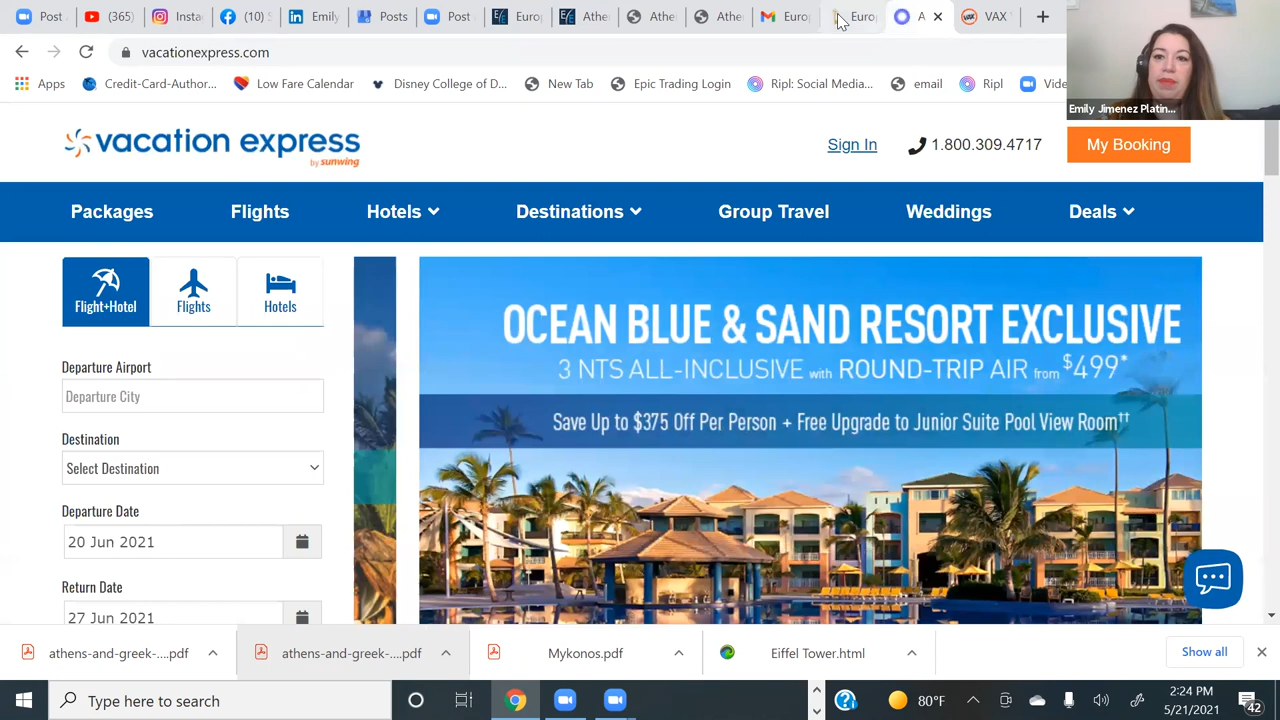 Post (365) Insta (10) Emily Posts Post Europ Athe Athe Athe Europ Euro A VAX
vacationexpress.com
Apps Credit-Card-Author... Low Fare Calendar Disney College of D... New Tab Epic Trading Login Ripl: Social Media... email Ripl
Emily Jimenez Platin...
vacation express
by sunwing
Sign In 1.800.309.4717 My Booking
Packages Flights Hotels Destinations Group Travel Weddings Deals
Flight+Hotel Flights Hotels
OCEAN BLUE & SAND RESORT EXCLUSIVE
3 NTS ALL-INCLUSIVE with ROUND-TRIP AIR from $499*
Save Up to $375 Off Per Person + Free Upgrade to Junior Suite Pool View Room††
Departure Airport
Departure City
Destination
Select Destination
Departure Date
20 Jun 2021
Return Date
27 Jun 2021
athens-and-greek-....pdf athens-and-greek-....pdf Mykonos.pdf Eiffel Tower.html Show all
Type here to search 80°F 2:24 PM
5/21/2021
42